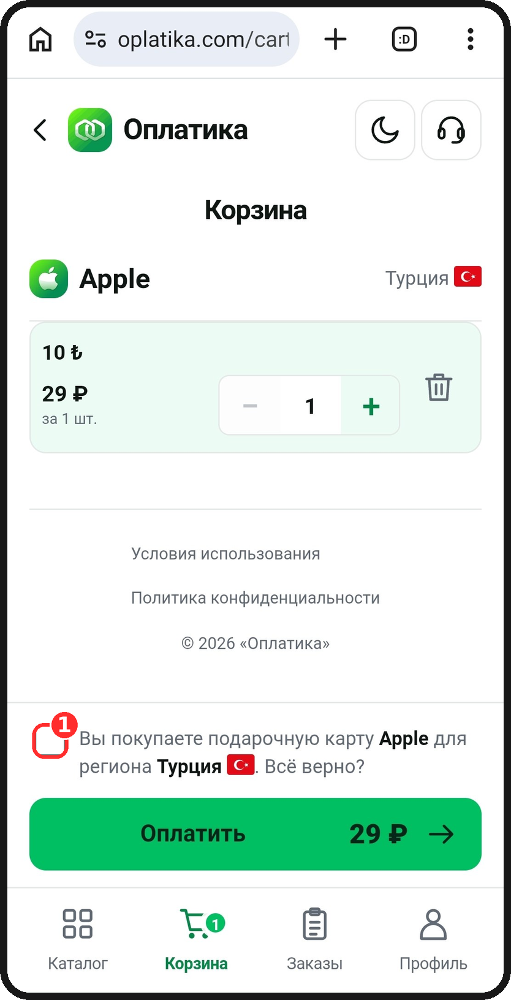 oplatika.com/cart
:D
Оплатика
Корзина
Apple
Турция
10 ₺
29 ₽
за 1 шт.
1
Условия использования
Политика конфиденциальности
© 2026 «Оплатика»
1
Вы покупаете подарочную карту Apple для
региона Турция . Всё верно?
Оплатить 29 ₽
1
Каталог Корзина Заказы Профиль